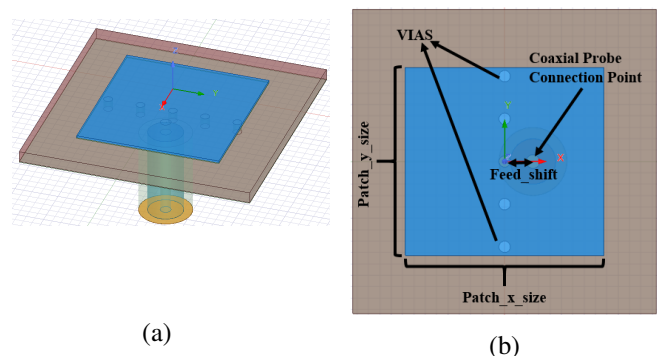 VIAS
Coaxial Probe
Connection Point
Y
X
Feed_shift
Patch_y_size
Patch_x_size
(a)
(b)